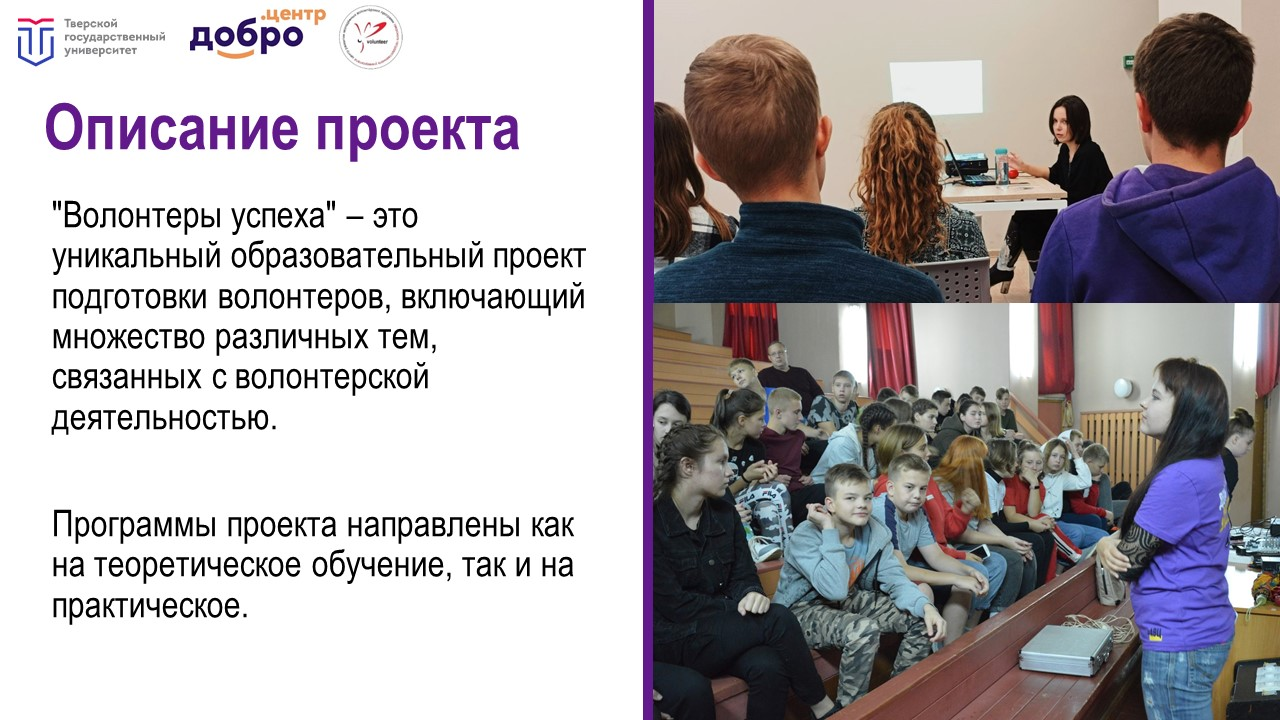 Тверской
государственный
университет
добро
.центр
volunteer
Описание проекта
"Волонтеры успеха" – это
уникальный образовательный проект
подготовки волонтеров, включающий
множество различных тем,
связанных с волонтерской
деятельностью.
Программы проекта направлены как
на теоретическое обучение, так и на
практическое.
FILA